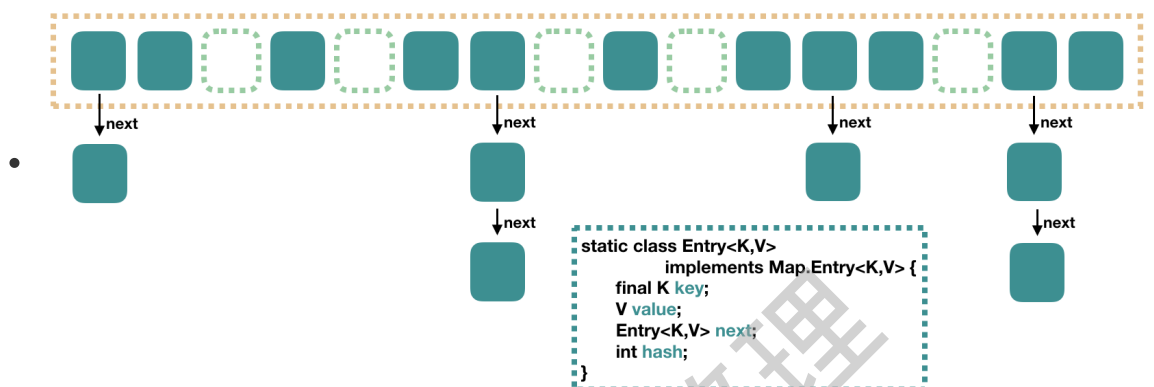 next
next
next
next
next
next
static class Entry<K,V>
implements Map.Entry<K,V> {
final K key;
V value;
Entry<K,V> next;
int hash;
}
理